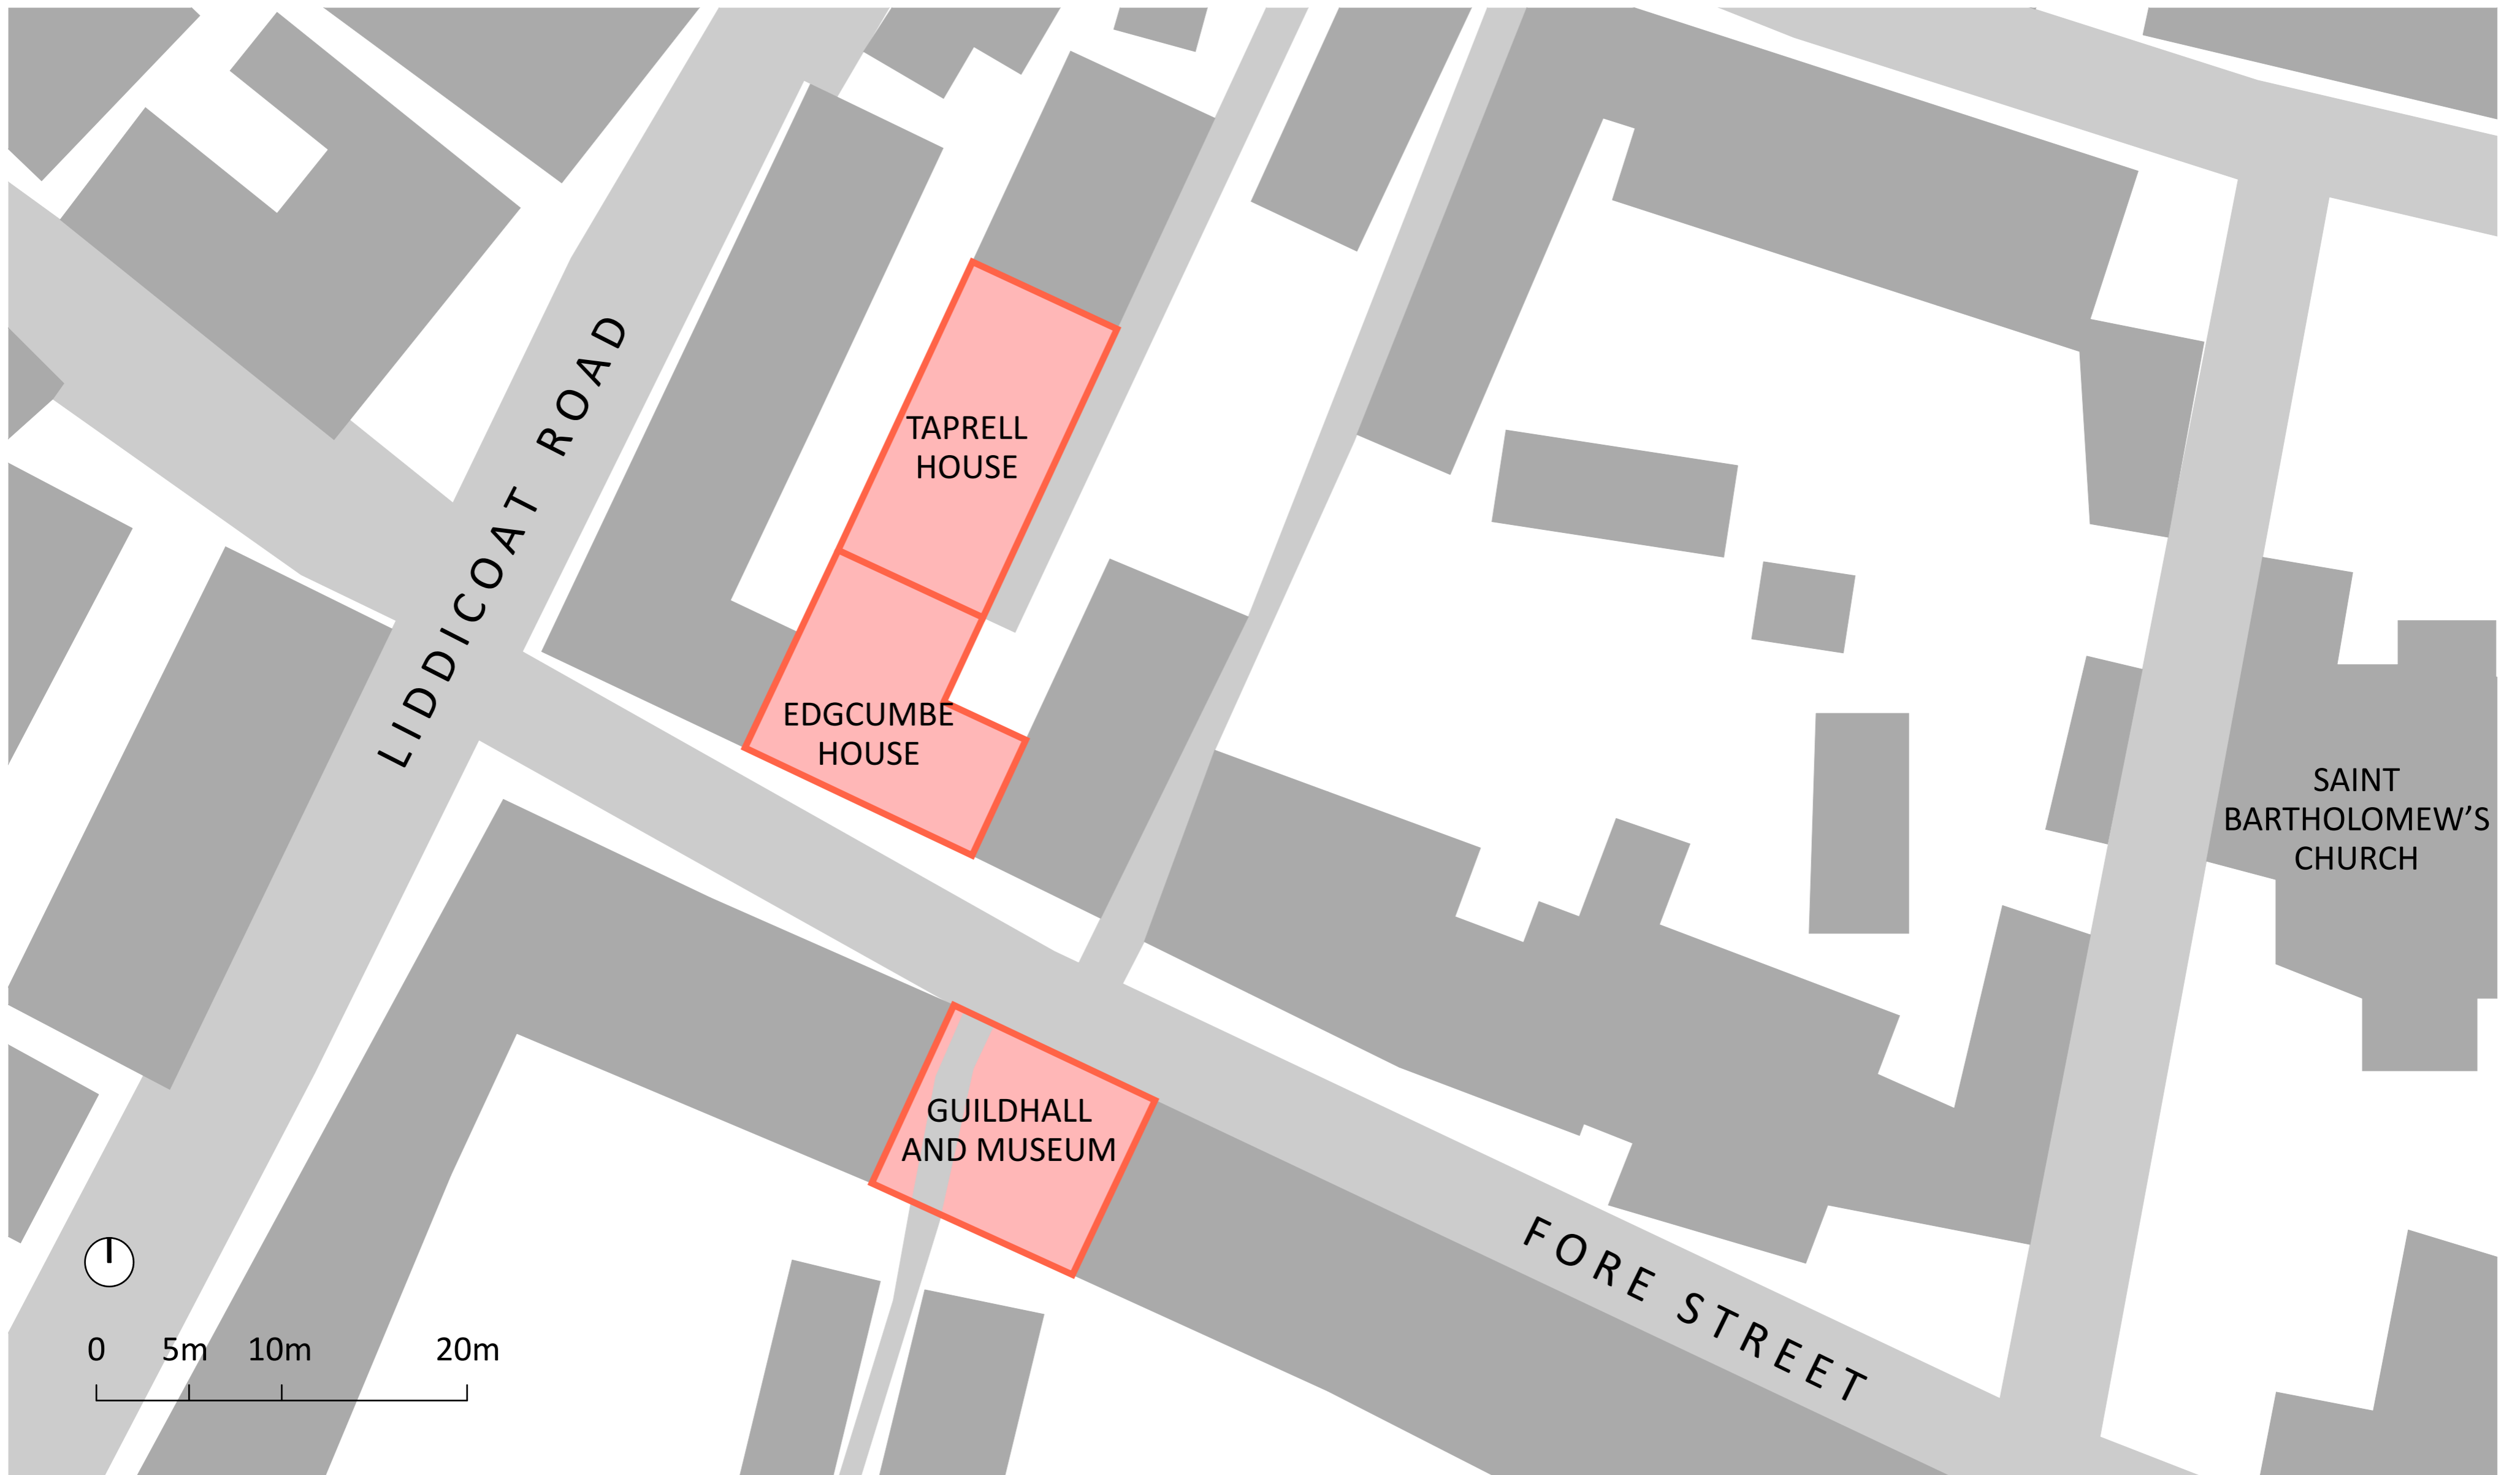 LIDDICOAT ROAD
TAPRELL
HOUSE
EDGCUMBE
HOUSE
SAINT
BARTHOLOMEW’S
CHURCH
GUILDHALL
AND MUSEUM
FORE STREET
0 5m 10m 20m